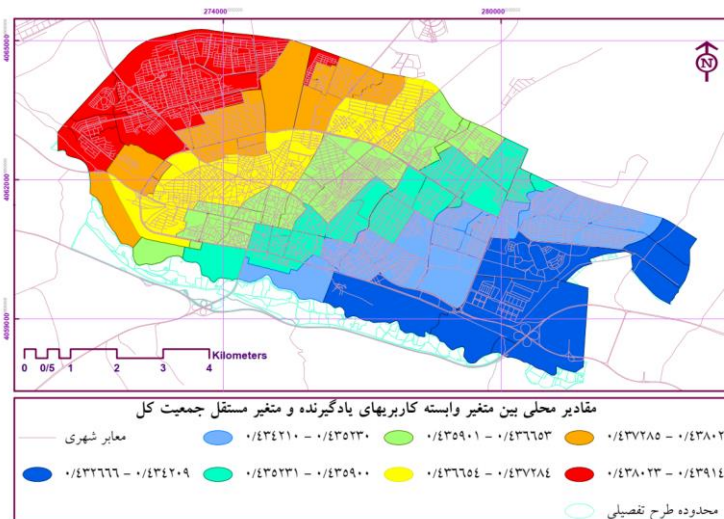 274000 280000
4065000
N
4062000
4059000
Kilometers
0 0/5 1 2 3 4
مقادیر محلی بین متغیر وابسته کاربریهای یادگیرنده و متغیر مستقل جمعیت کل
معابر شهری ۰/۴۳۴۲۱۰ – ۰/۴۳۵۲۳۰ ۰/۴۳۵۹۰۱ – ۰/۴۳۶۶۵۳ ۰/۴۳۷۲۸۵ – ۰/۴۳۸۰۲
۰/۴۳۲۶۶۶ – ۰/۴۳۴۲۰۹ ۰/۴۳۵۲۳۱ – ۰/۴۳۵۹۰۰ ۰/۴۳۶۶۵۴ – ۰/۴۳۷۲۸۴ ۰/۴۳۸۰۲۳ – ۰/۴۳۹۱۴
محدوده طرح تفصیلی